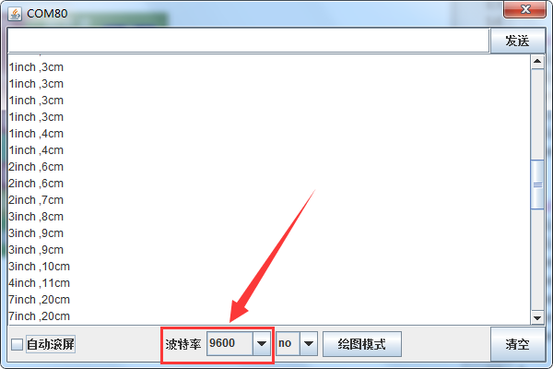 COM80
发送
1inch ,3cm
1inch ,3cm
1inch ,3cm
1inch ,3cm
1inch ,4cm
1inch ,4cm
2inch ,6cm
2inch ,6cm
2inch ,7cm
3inch ,8cm
3inch ,9cm
3inch ,9cm
3inch ,10cm
4inch ,11cm
7inch ,20cm
7inch ,20cm
自动滚屏 波特率 9600 no 绘图模式 清空